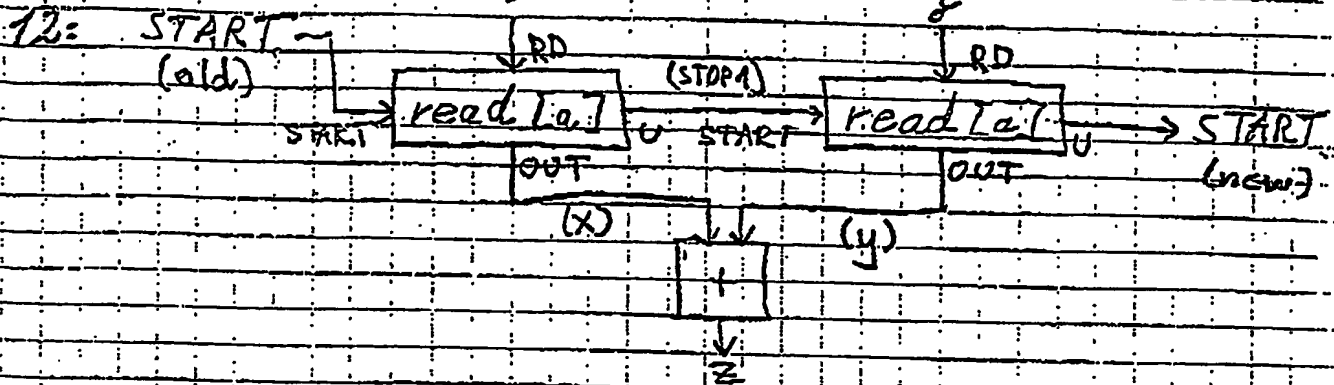 12: START
(old)
RD
RD
(STOP1)
read [a]
read [a]
START
U
START
U
START
(new)
OUT
OUT
(x)
(y)
+
z